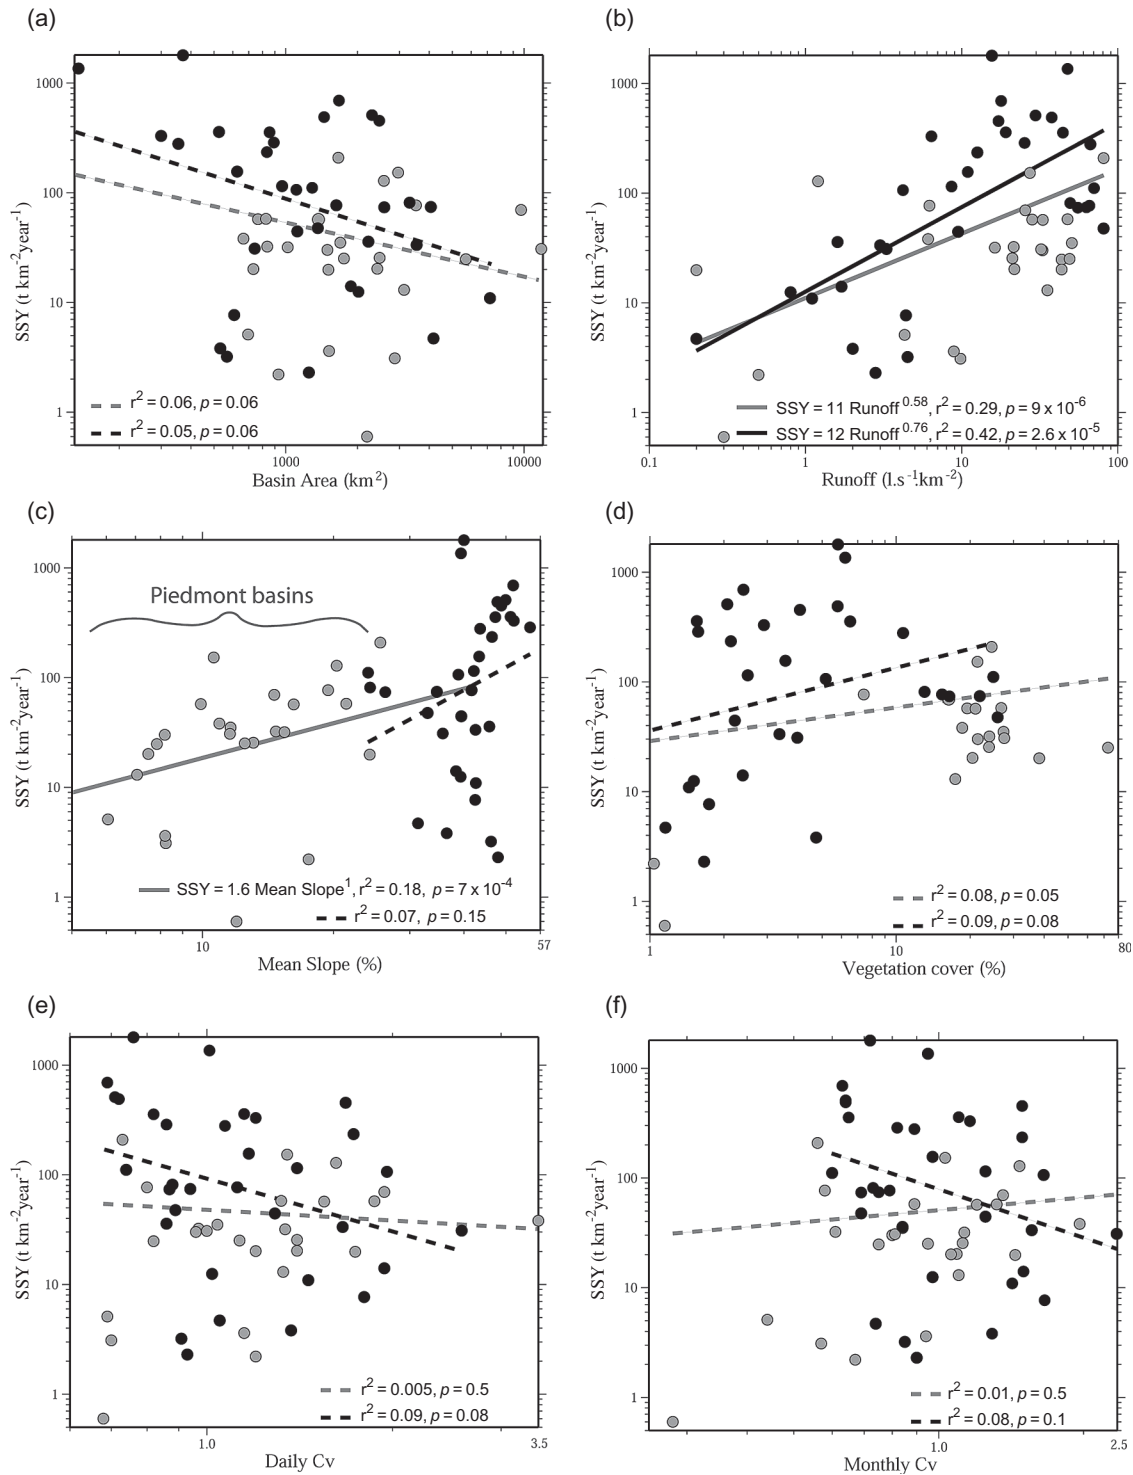 (a)
1000
100
10
1
SSY (t km-2year-1)
r2 = 0.06, p = 0.06
r2 = 0.05, p = 0.06
1000 10000
Basin Area (km2)
(b)
1000
100
10
1
SSY (t km-2year-1)
SSY = 11 Runoff 0.58, r2 = 0.29, p = 9 x 10-6
SSY = 12 Runoff 0.76, r2 = 0.42, p = 2.6 x 10-5
0.1 1 10 100
Runoff (l.s-1.km-2)
(c)
1000
100
10
1
SSY (t km-2year-1)
Piedmont basins
SSY = 1.6 Mean Slope1, r2 = 0.18, p = 7 x 10-4
r2 = 0.07, p = 0.15
10 57
Mean Slope (%)
(d)
1000
100
10
1
SSY (t km-2year-1)
r2 = 0.08, p = 0.05
r2 = 0.09, p = 0.08
1 10 80
Vegetation cover (%)
(e)
1000
100
10
1
SSY (t km-2year-1)
r2 = 0.005, p = 0.5
r2 = 0.09, p = 0.08
1.0 3.5
Daily Cv
(f)
1000
100
10
1
SSY (t km-2year-1)
r2 = 0.01, p = 0.5
r2 = 0.08, p = 0.1
1.0 2.5
Monthly Cv